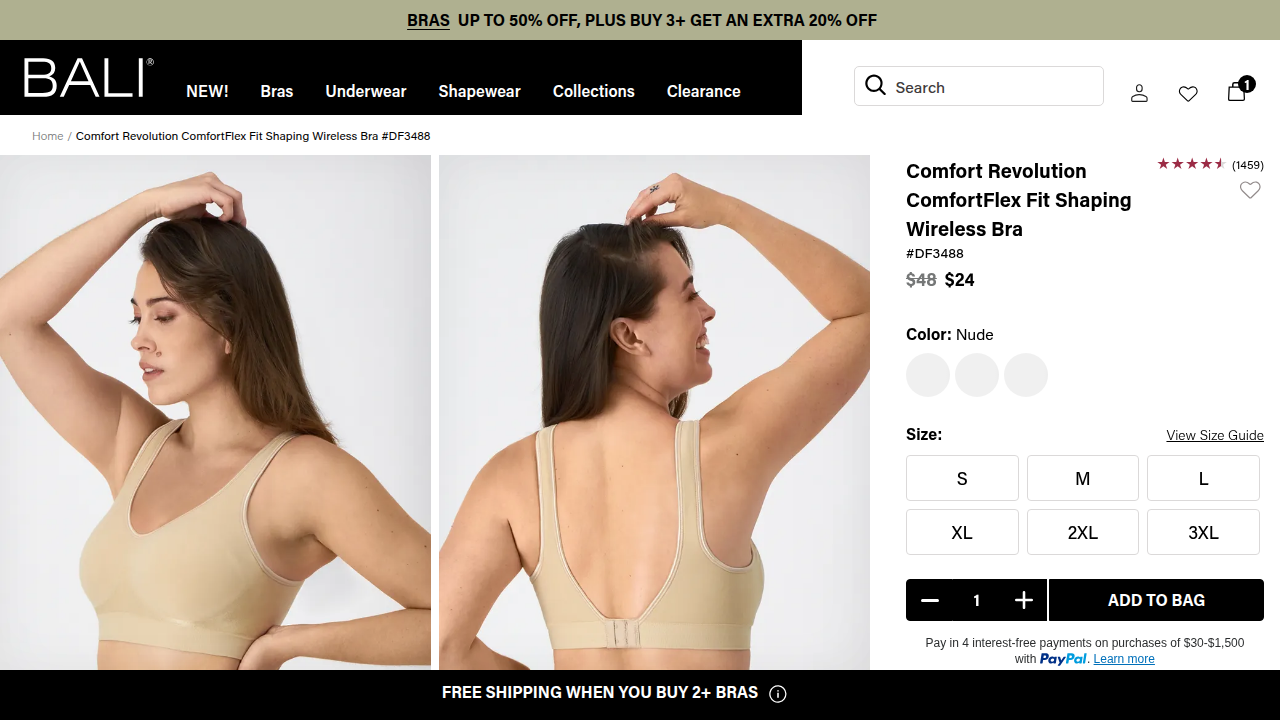 BRAS UP TO 50% OFF, PLUS BUY 3+ GET AN EXTRA 20% OFF
BALI®
NEW! Bras Underwear Shapewear Collections Clearance
Search
1
Home / Comfort Revolution ComfortFlex Fit Shaping Wireless Bra #DF3488
Comfort Revolution
ComfortFlex Fit Shaping
Wireless Bra
(1459)
#DF3488
$48 $24
Color: Nude
Size:
View Size Guide
S M L
XL 2XL 3XL
1
ADD TO BAG
Pay in 4 interest-free payments on purchases of $30-$1,500
with PayPal. Learn more
FREE SHIPPING WHEN YOU BUY 2+ BRAS